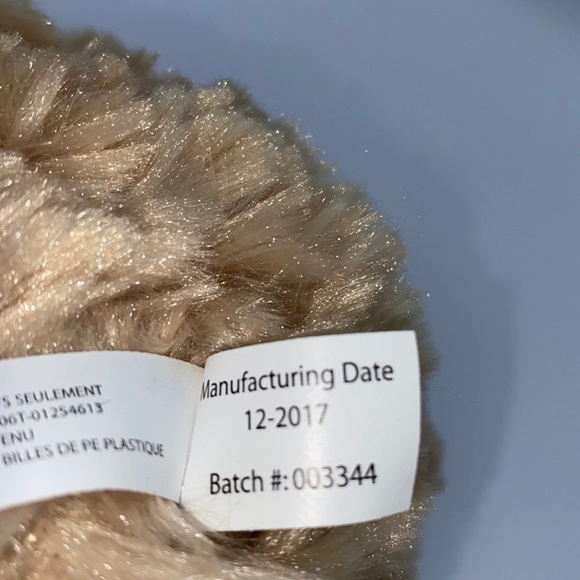 S SEULEMENT
06T-01254613
ENU
BILLES DE PE PLASTIQUE
Manufacturing Date
12-2017
Batch #: 003344